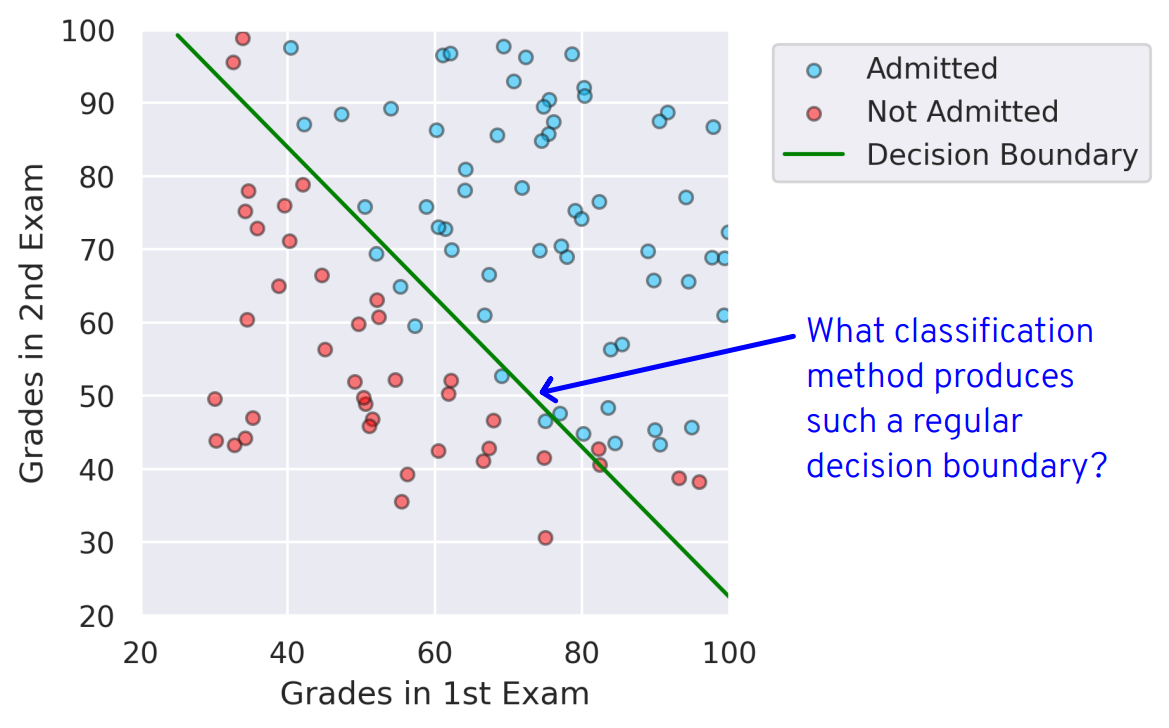 100
90
80
70
60
50
40
30
20
20
40
60
80
100
Grades in 2nd Exam
Grades in 1st Exam
Admitted
Not Admitted
Decision Boundary
What classification
method produces
such a regular
decision boundary?